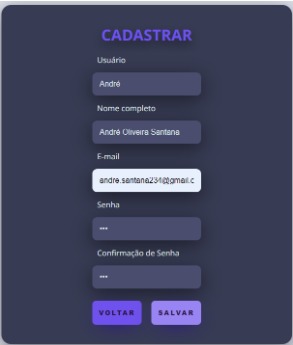 CADASTRAR
Usuário
André
Nome completo
André Oliveira Santana
E-mail
andre.santana234@gmail.c
Senha
•••
Confirmação de Senha
•••
VOLTAR SALVAR